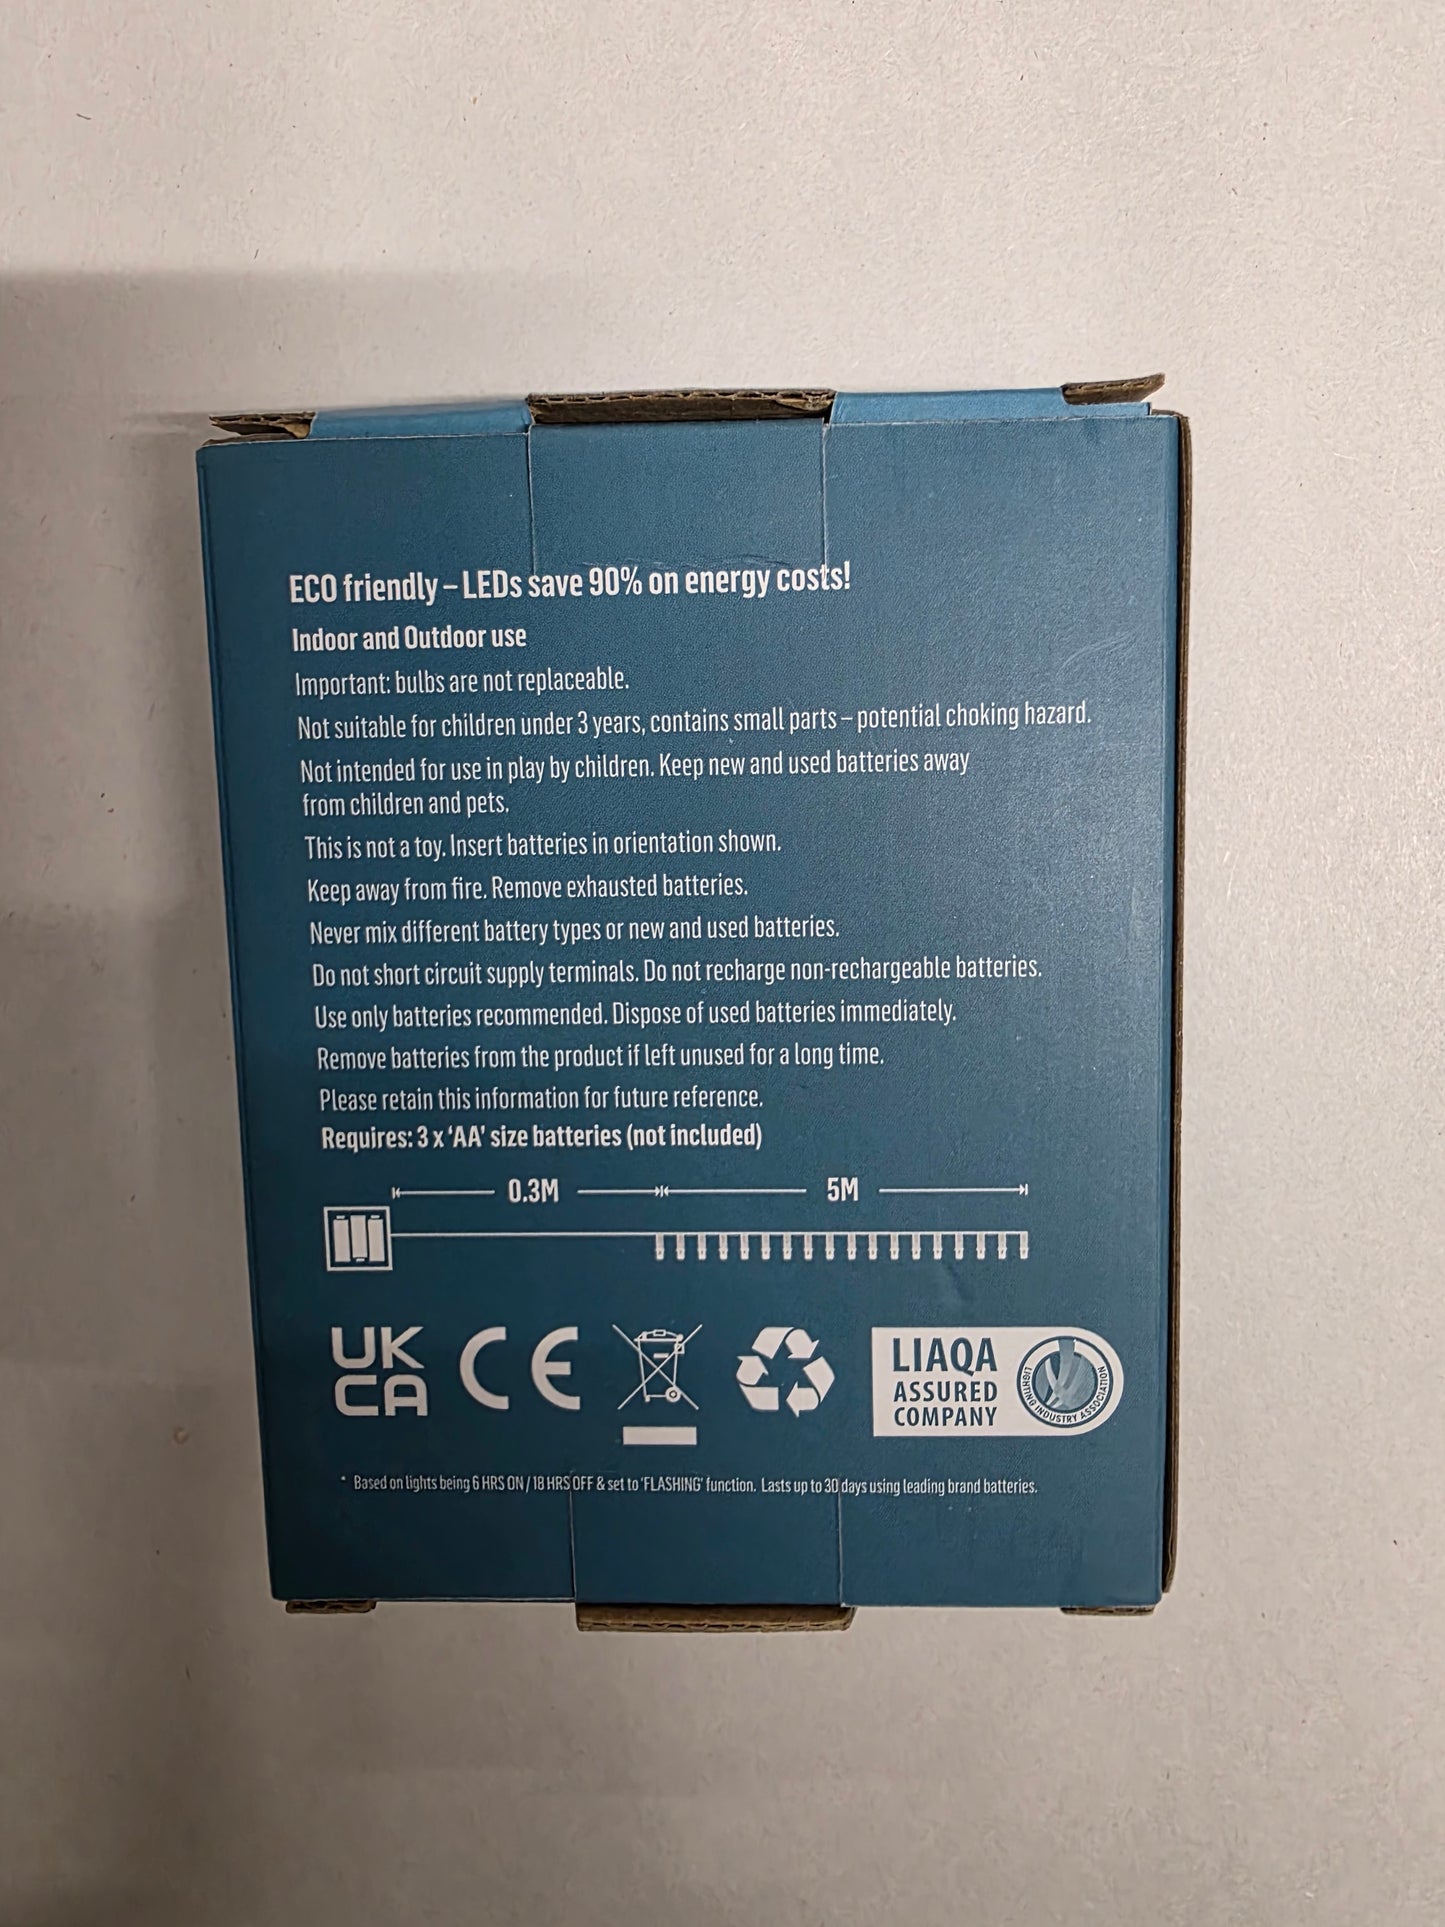 ECO friendly – LEDs save 90% on energy costs!
Indoor and Outdoor use
Important: bulbs are not replaceable.
Not suitable for children under 3 years, contains small parts – potential choking hazard.
Not intended for use in play by children. Keep new and used batteries away
from children and pets.
This is not a toy. Insert batteries in orientation shown.
Keep away from fire. Remove exhausted batteries.
Never mix different battery types or new and used batteries.
Do not short circuit supply terminals. Do not recharge non-rechargeable batteries.
Use only batteries recommended. Dispose of used batteries immediately.
Remove batteries from the product if left unused for a long time.
Please retain this information for future reference.
Requires: 3 x ‘AA’ size batteries (not included)
0.3M 5M
UK
CA
CE
LIAQA
ASSURED
COMPANY
LIGHTING INDUSTRY ASSOCIATION
* Based on lights being 6 HRS ON / 18 HRS OFF & set to ‘FLASHING’ function. Lasts up to 30 days using leading brand batteries.